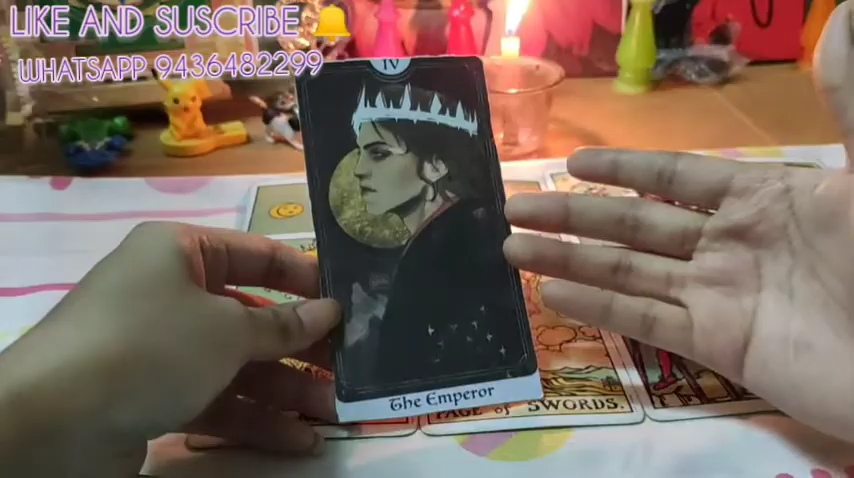 LIKE AND SUSCRIBE
WHATSAPP 9436482299
IV
The Emperor
PAGE of SWORDS